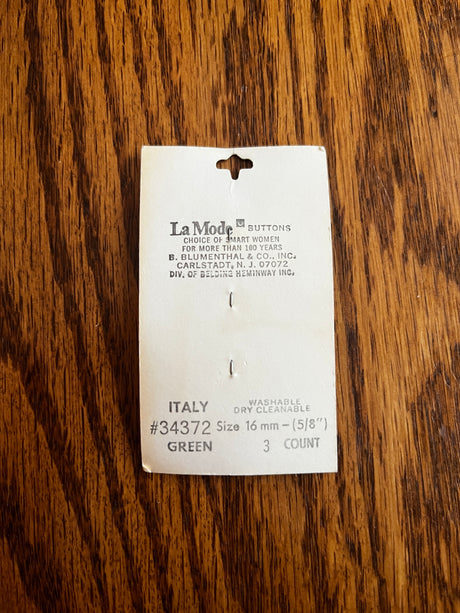 La Mode BUTTONS
CHOICE OF SMART WOMEN
FOR MORE THAN 100 YEARS
B. BLUMENTHAL & CO., INC.
CARLSTADT, N. J. 07072
DIV. OF BELDING HEMINWAY INC.
ITALY WASHABLE
DRY CLEANABLE
#34372 Size 16 mm – (5/8")
GREEN 3 COUNT